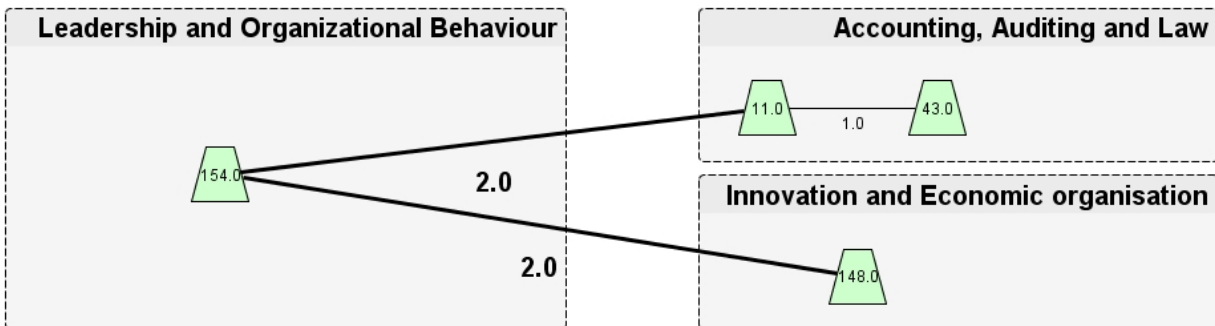 Leadership and Organizational Behaviour
154.0
2.0
2.0
Accounting, Auditing and Law
11.0
1.0
43.0
Innovation and Economic organisation
148.0